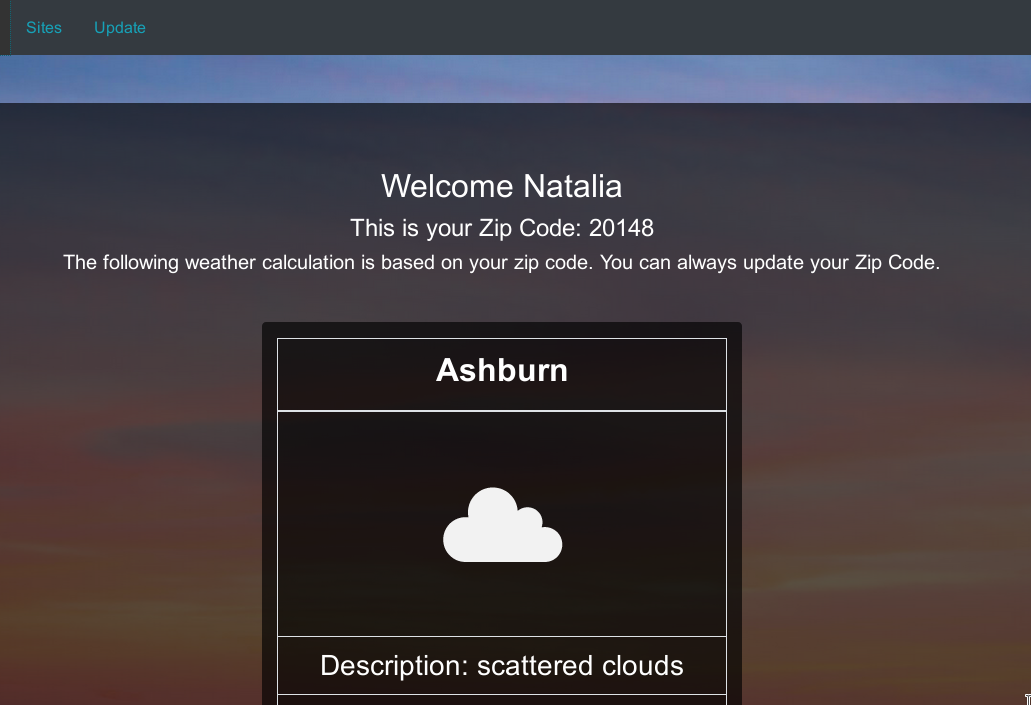 Sites Update
Welcome Natalia
This is your Zip Code: 20148
The following weather calculation is based on your zip code. You can always update your Zip Code.
Ashburn
Description: scattered clouds